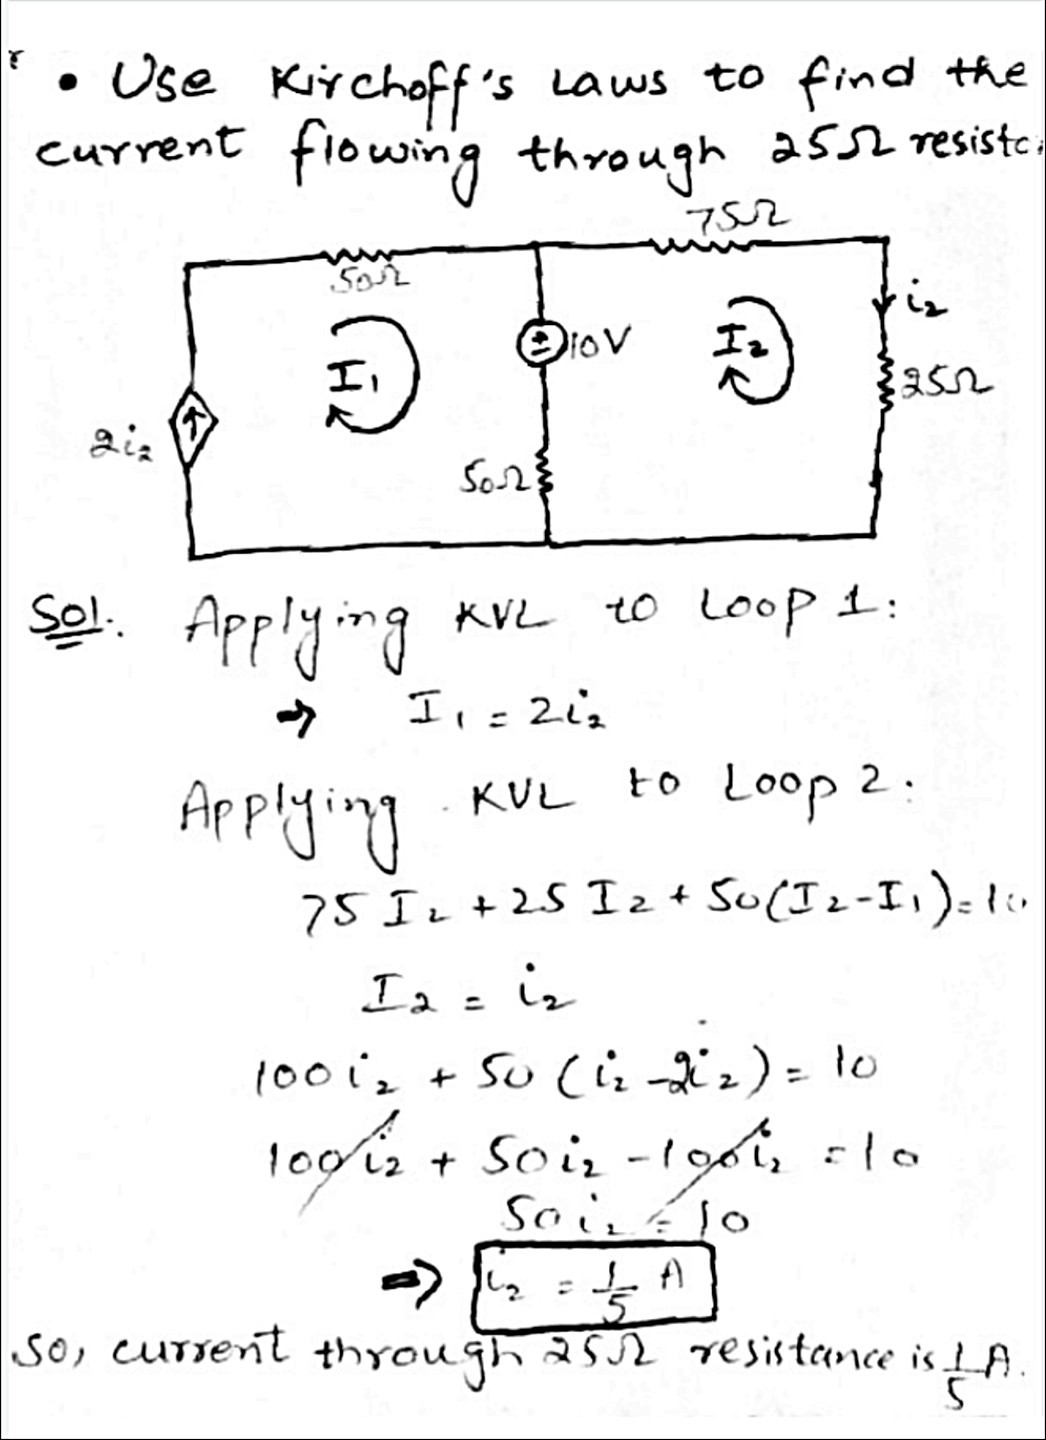 • Use Kirchoff's Laws to find the
current flowing through 25Ω
75Ω
50Ω
i₂
10V
I₁
I₂
25Ω
2i₂
50Ω
Sol. Applying KVL to Loop 1:
⇒ I₁ = 2i₂
Applying KVL to Loop 2:
75 I₂ + 25 I₂ + 50(I₂-I₁) = 10
I₂ = i₂
100 i₂ + 50 (i₂ - 2i₂) = 10
100 i₂ + 50 i₂ - 100 i₂ = 10
50 i₂ = 10
⇒ i₂ = 1/5 A
So, current through 25Ω resistance is 1/5 A.